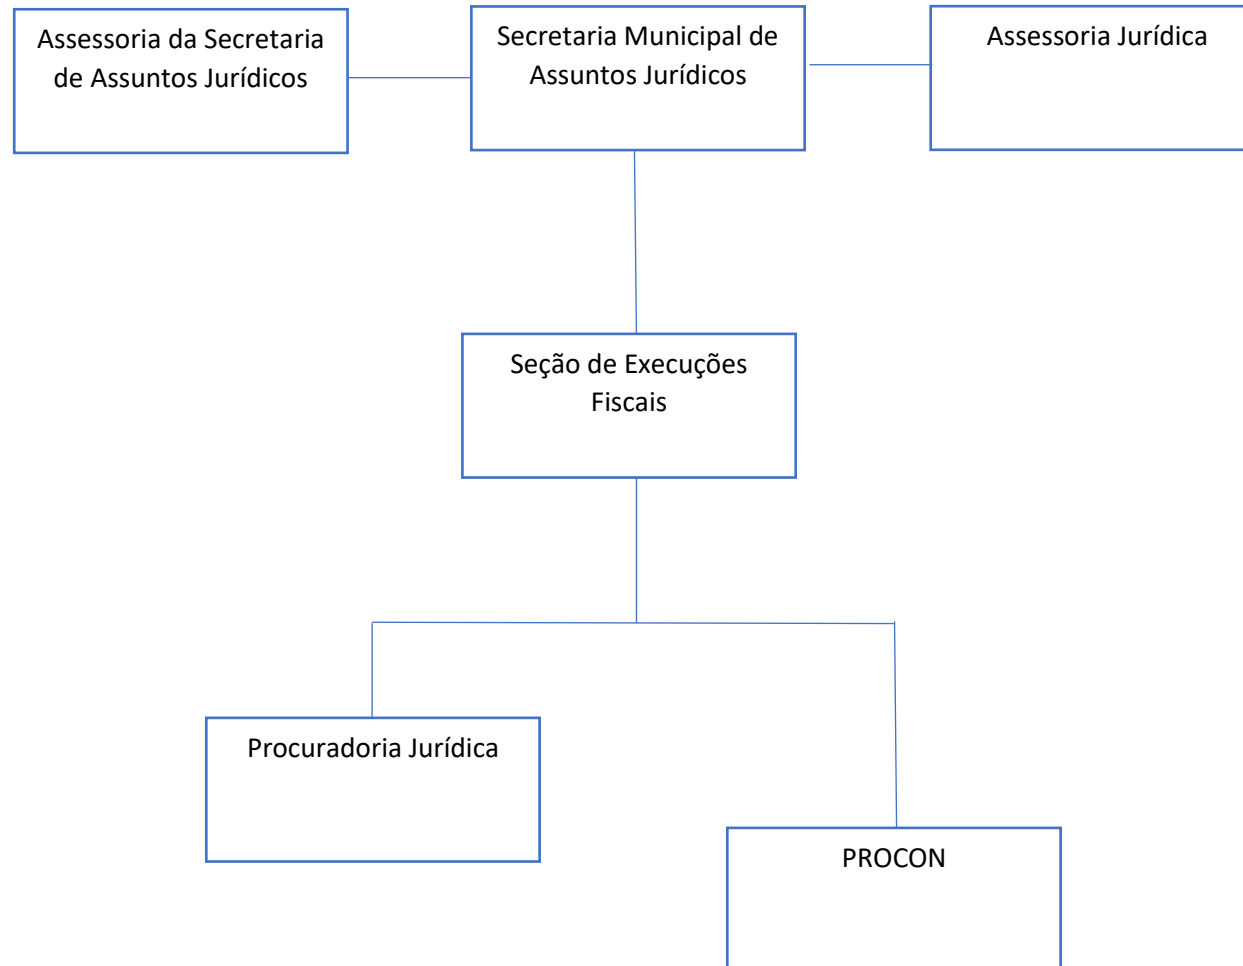 Assessoria da Secretaria
de Assuntos Jurídicos
Secretaria Municipal de
Assuntos Jurídicos
Assessoria Jurídica
Seção de Execuções
Fiscais
Procuradoria Jurídica
PROCON